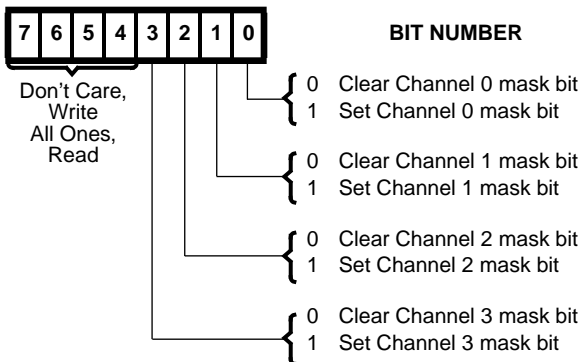 7 6 5 4 3 2 1 0 BIT NUMBER
Don't Care,
Write
All Ones,
Read
0 Clear Channel 0 mask bit
1 Set Channel 0 mask bit
0 Clear Channel 1 mask bit
1 Set Channel 1 mask bit
0 Clear Channel 2 mask bit
1 Set Channel 2 mask bit
0 Clear Channel 3 mask bit
1 Set Channel 3 mask bit